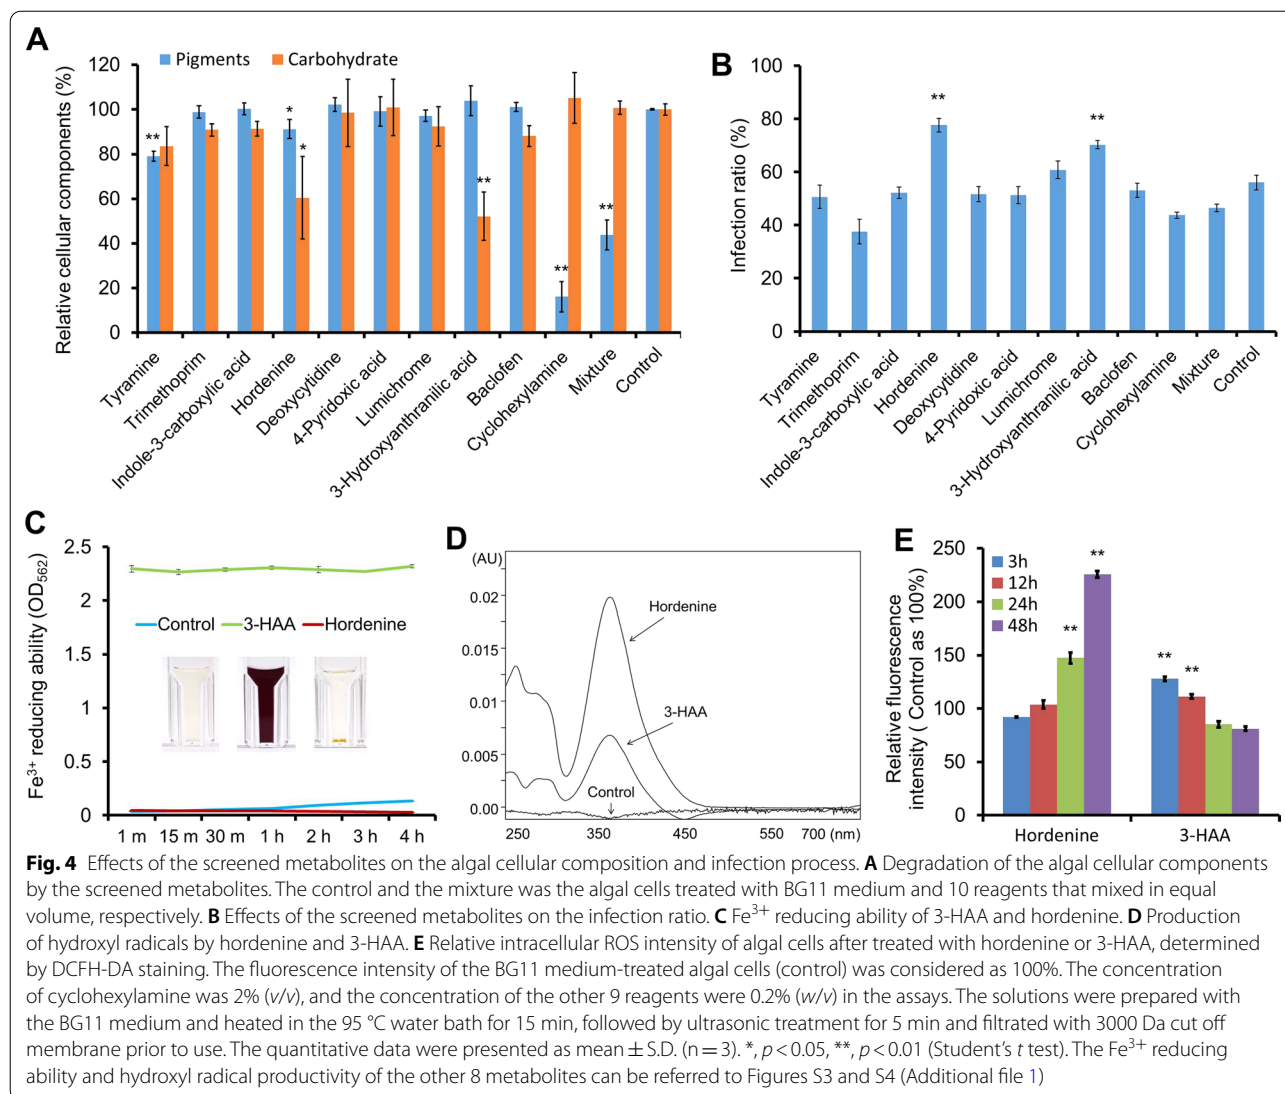 A
Pigments
Carbohydrate
Relative cellular components (%)
120
100
80
60
40
20
0
**
*
*
**
**
**
Tyramine
Trimethoprim
Indole-3-carboxylic acid
Hordenine
Deoxycytidine
4-Pyridoxic acid
Lumichrome
3-Hydroxyanthranilic acid
Baclofen
Cyclohexylamine
Mixture
Control
B
Infection ratio (%)
100
80
60
40
20
0
**
**
Tyramine
Trimethoprim
Indole-3-carboxylic acid
Hordenine
Deoxycytidine
4-Pyridoxic acid
Lumichrome
3-Hydroxyanthranilic acid
Baclofen
Cyclohexylamine
Mixture
Control
C
Fe³⁺ reducing ability (OD₅₆₂)
2.5
2
1.5
1
0.5
0
Control
3-HAA
Hordenine
1 m 15 m 30 m 1 h 2 h 3 h 4 h
D
(AU)
0.02
0.015
0.01
0.005
0.00
Hordenine
3-HAA
Control
250 350 450 550 700 (nm)
E
Relative fluorescence
intensity ( Control as 100%)
250
200
150
100
50
0
3h
12h
24h
48h
**
**
**
**
Hordenine 3-HAA
Fig. 4 Effects of the screened metabolites on the algal cellular composition and infection process. A Degradation of the algal cellular components
by the screened metabolites. The control and the mixture was the algal cells treated with BG11 medium and 10 reagents that mixed in equal
volume, respectively. B Effects of the screened metabolites on the infection ratio. C Fe³⁺ reducing ability of 3-HAA and hordenine. D Production
of hydroxyl radicals by hordenine and 3-HAA. E Relative intracellular ROS intensity of algal cells after treated with hordenine or 3-HAA, determined
by DCFH-DA staining. The fluorescence intensity of the BG11 medium-treated algal cells (control) was considered as 100%. The concentration
of cyclohexylamine was 2% (v/v), and the concentration of the other 9 reagents were 0.2% (w/v) in the assays. The solutions were prepared with
the BG11 medium and heated in the 95 °C water bath for 15 min, followed by ultrasonic treatment for 5 min and filtrated with 3000 Da cut off
membrane prior to use. The quantitative data were presented as mean ± S.D. (n = 3). *, p < 0.05, **, p < 0.01 (Student's t test). The Fe³⁺ reducing
ability and hydroxyl radical productivity of the other 8 metabolites can be referred to Figures S3 and S4 (Additional file 1)